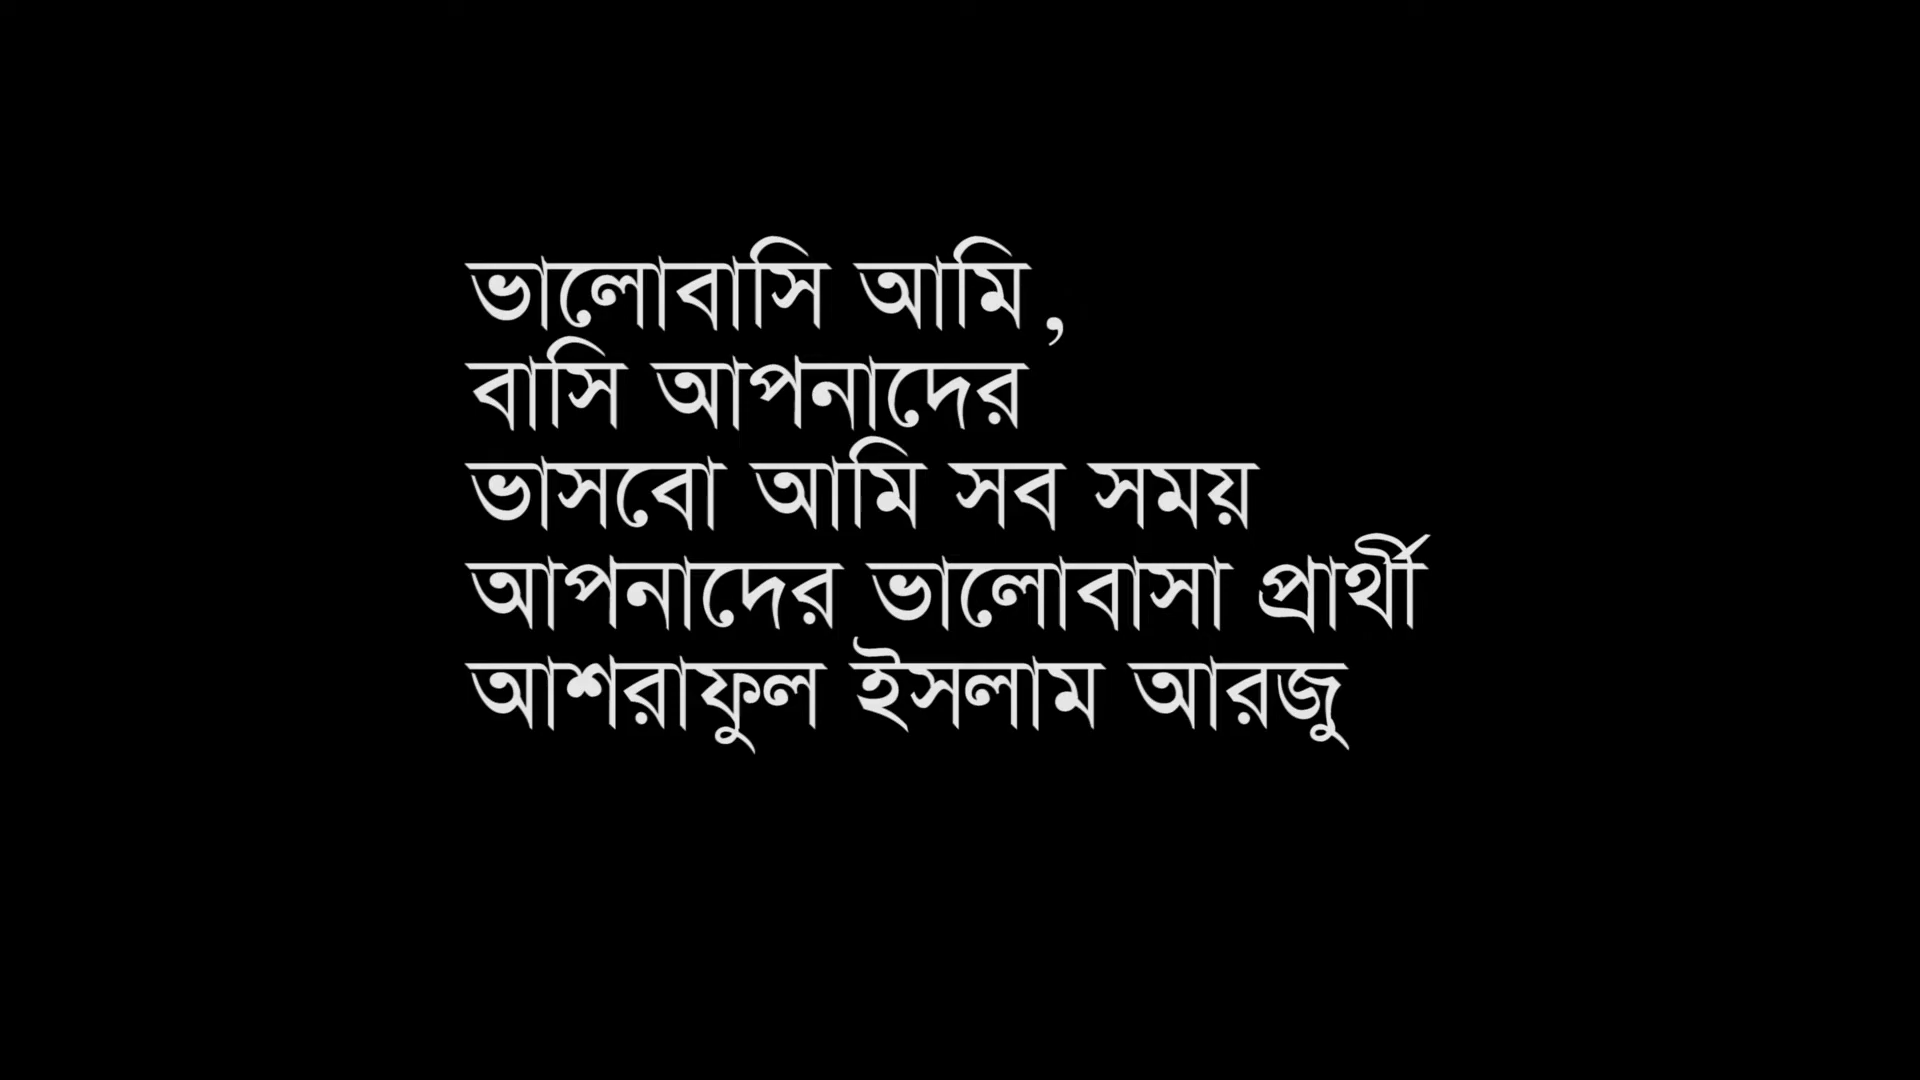 ভালোবাসি আমি,
বাসি আপনাদের
ভাসবো আমি সব সময়
আপনাদের ভালোবাসা প্রার্থী
আশরাফুল ইসলাম আরজু